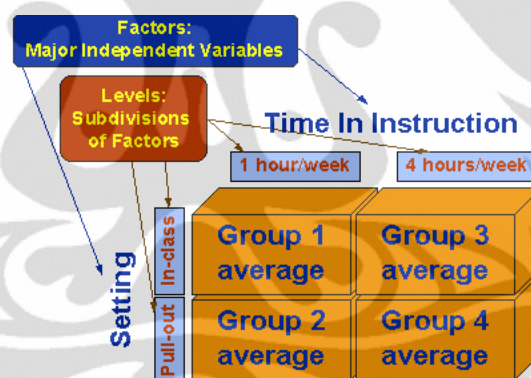 Factors:
Major Independent Variables
Levels:
Subdivisions
of Factors
Time In Instruction
1 hour/week
4 hours/week
Setting
In-class
Group 1
average
Group 3
average
Pull-out
Group 2
average
Group 4
average